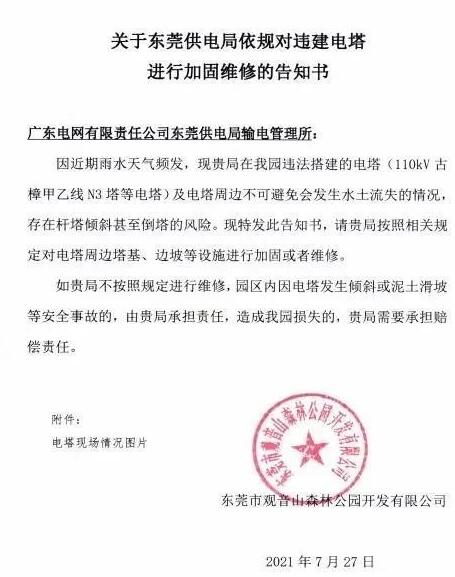 关于东莞供电局依规对违建电塔
进行加固维修的告知书
广东电网有限责任公司东莞供电局输电管理所：
因近期雨水天气频发，现贵局在我园违法搭建的电塔（110kV 古
樟甲乙线 N3 塔等电塔）及电塔周边不可避免会发生水土流失的情况，
存在杆塔倾斜甚至倒塔的风险。现特发此告知书，请贵局按照相关规
定对电塔周边塔基、边坡等设施进行加固或者维修。
如贵局不按照规定进行维修，园区内因电塔发生倾斜或泥土滑坡
等安全事故的，由贵局承担责任，造成我园损失的，贵局需要承担赔
偿责任。
附件：
电塔现场情况图片
东莞市观音山森林公园开发有限公司
东莞市观音山森林公园开发有限公司
2021 年 7 月 27 日